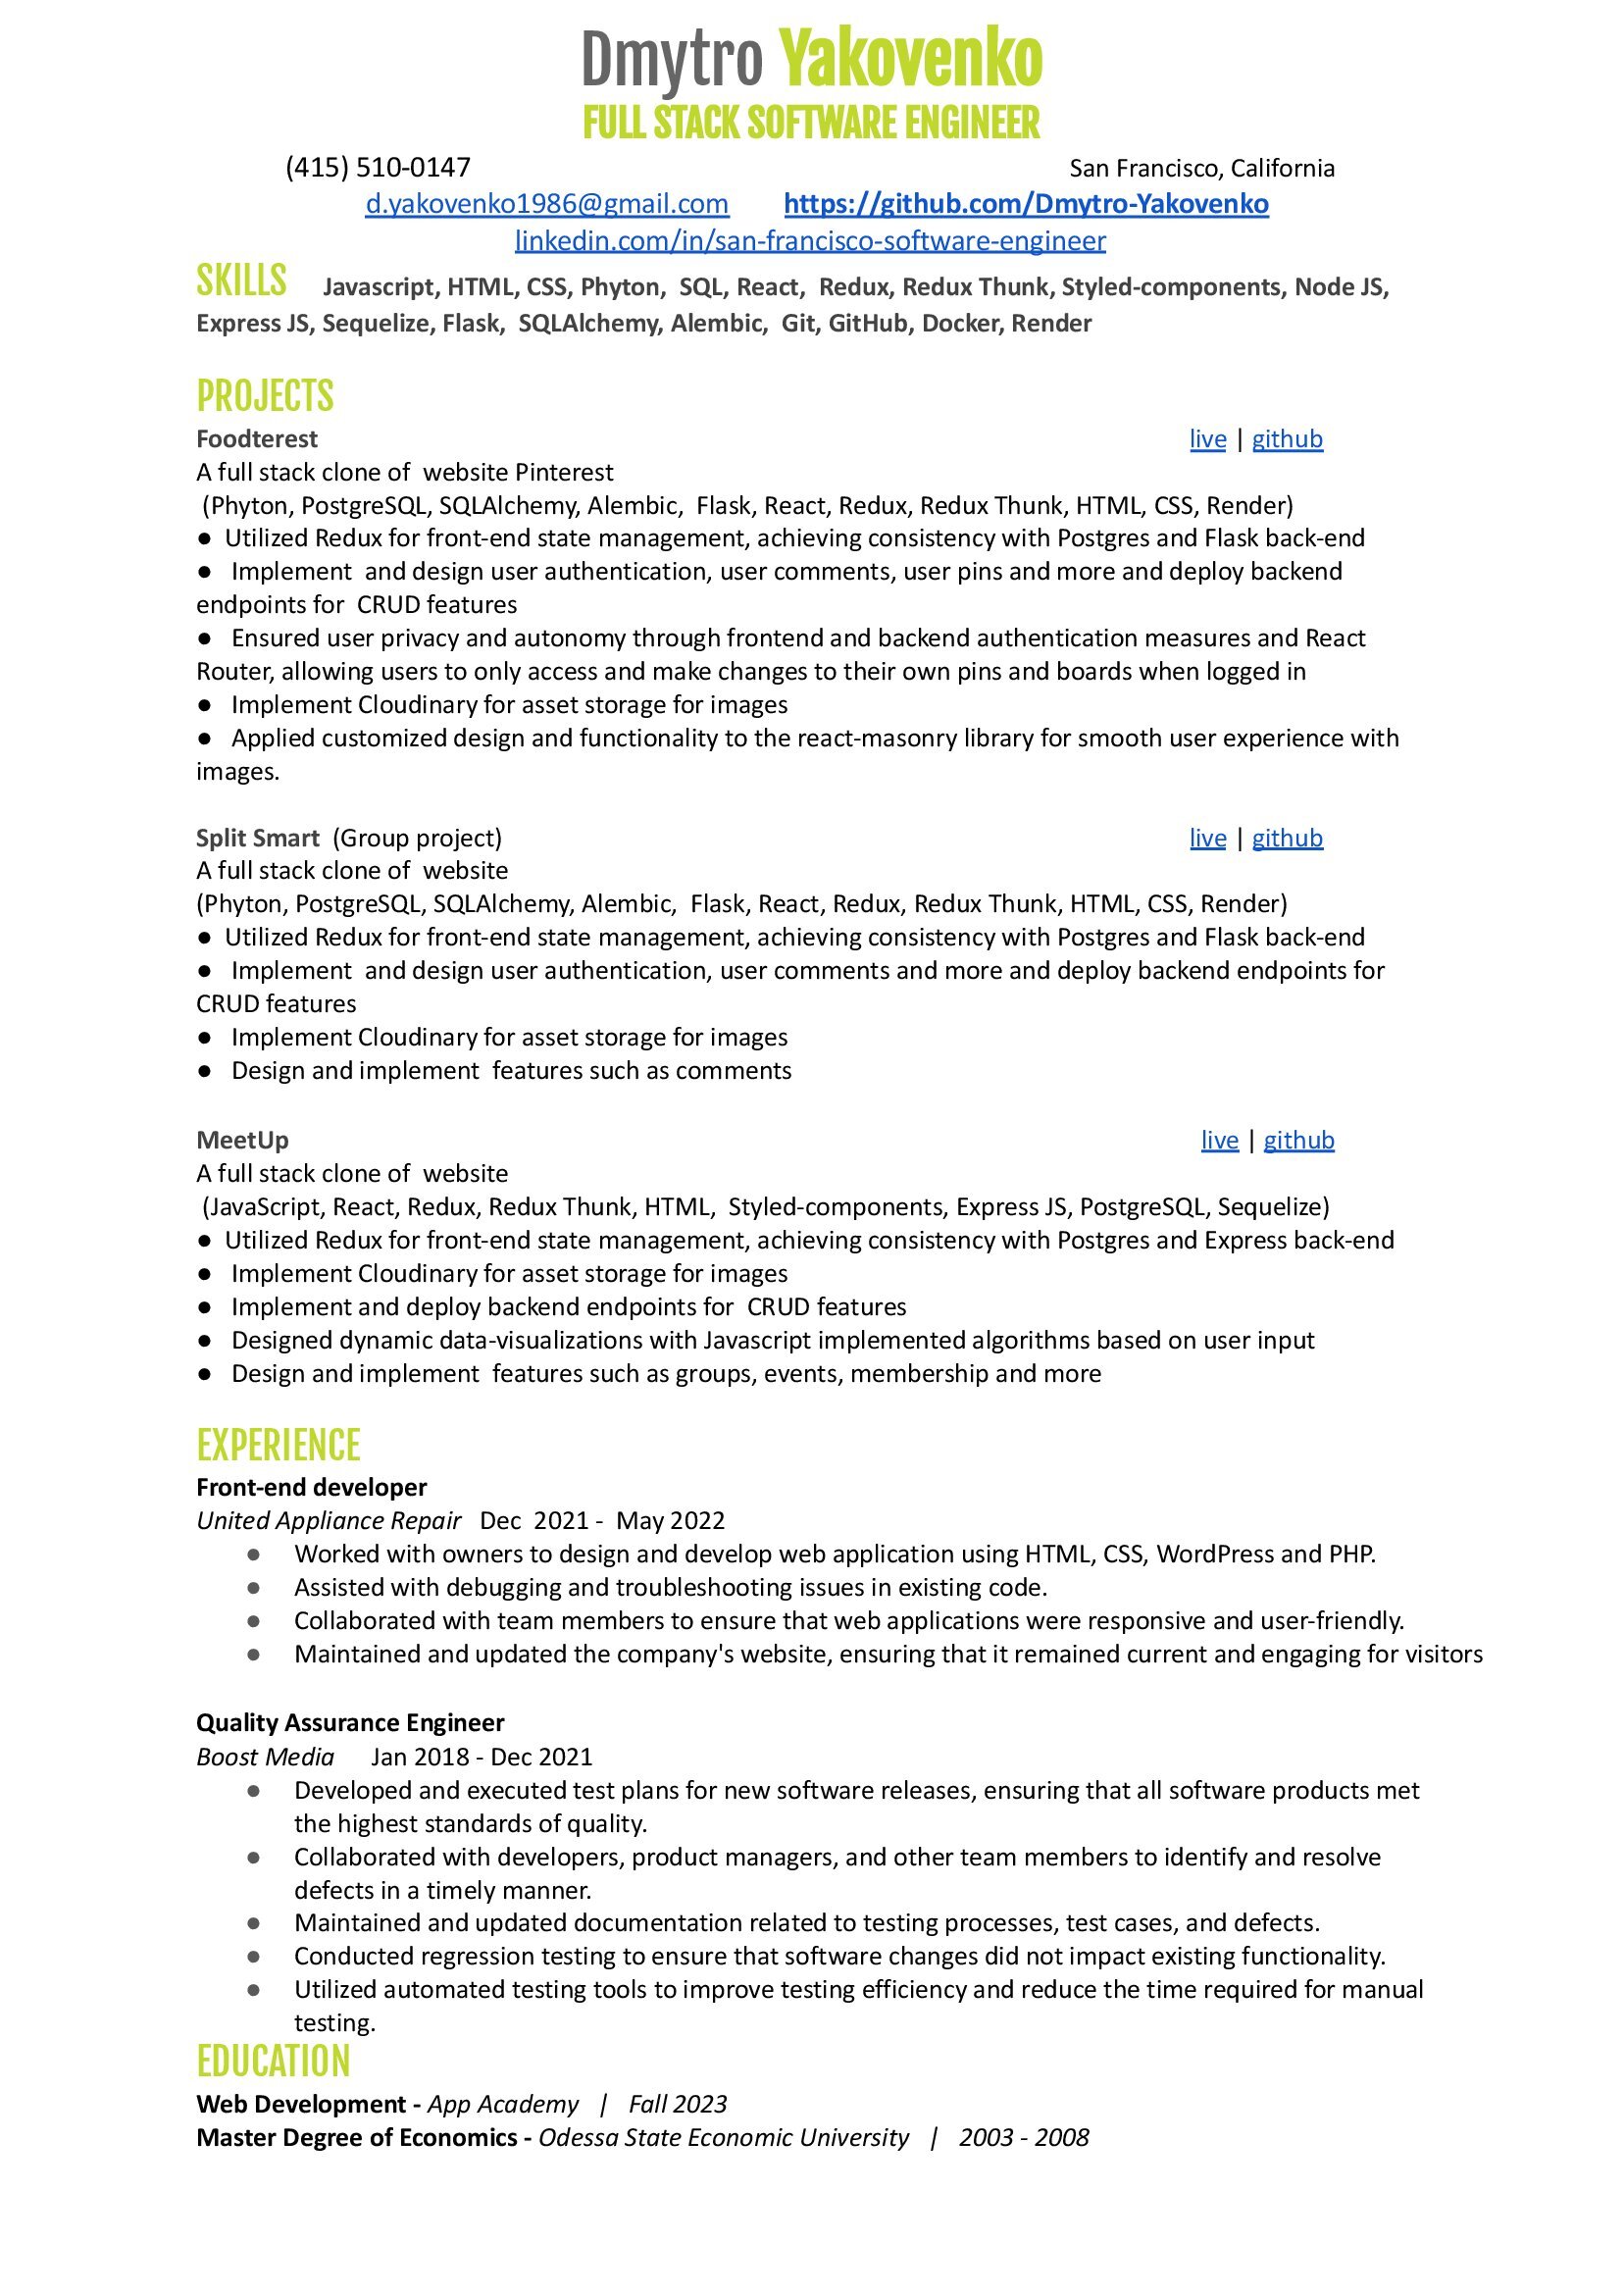 Dmytro Yakovenko
FULL STACK SOFTWARE ENGINEER
(415) 510-0147 San Francisco, California
d.yakovenko1986@gmail.com https://github.com/Dmytro-Yakovenko
linkedin.com/in/san-francisco-software-engineer
SKILLS Javascript, HTML, CSS, Phyton, SQL, React, Redux, Redux Thunk, Styled-components, Node JS,
Express JS, Sequelize, Flask, SQLAlchemy, Alembic, Git, GitHub, Docker, Render
PROJECTS
Foodterest live | github
A full stack clone of website Pinterest
(Phyton, PostgreSQL, SQLAlchemy, Alembic, Flask, React, Redux, Redux Thunk, HTML, CSS, Render)
● Utilized Redux for front-end state management, achieving consistency with Postgres and Flask back-end
● Implement and design user authentication, user comments, user pins and more and deploy backend
endpoints for CRUD features
● Ensured user privacy and autonomy through frontend and backend authentication measures and React
Router, allowing users to only access and make changes to their own pins and boards when logged in
● Implement Cloudinary for asset storage for images
● Applied customized design and functionality to the react-masonry library for smooth user experience with
images.
Split Smart (Group project) live | github
A full stack clone of website
(Phyton, PostgreSQL, SQLAlchemy, Alembic, Flask, React, Redux, Redux Thunk, HTML, CSS, Render)
● Utilized Redux for front-end state management, achieving consistency with Postgres and Flask back-end
● Implement and design user authentication, user comments and more and deploy backend endpoints for
CRUD features
● Implement Cloudinary for asset storage for images
● Design and implement features such as comments
MeetUp live | github
A full stack clone of website
(JavaScript, React, Redux, Redux Thunk, HTML, Styled-components, Express JS, PostgreSQL, Sequelize)
● Utilized Redux for front-end state management, achieving consistency with Postgres and Express back-end
● Implement Cloudinary for asset storage for images
● Implement and deploy backend endpoints for CRUD features
● Designed dynamic data-visualizations with Javascript implemented algorithms based on user input
● Design and implement features such as groups, events, membership and more
EXPERIENCE
Front-end developer
United Appliance Repair Dec 2021 - May 2022
● Worked with owners to design and develop web application using HTML, CSS, WordPress and PHP.
● Assisted with debugging and troubleshooting issues in existing code.
● Collaborated with team members to ensure that web applications were responsive and user-friendly.
● Maintained and updated the company's website, ensuring that it remained current and engaging for visitors
Quality Assurance Engineer
Boost Media Jan 2018 - Dec 2021
● Developed and executed test plans for new software releases, ensuring that all software products met
the highest standards of quality.
● Collaborated with developers, product managers, and other team members to identify and resolve
defects in a timely manner.
● Maintained and updated documentation related to testing processes, test cases, and defects.
● Conducted regression testing to ensure that software changes did not impact existing functionality.
● Utilized automated testing tools to improve testing efficiency and reduce the time required for manual
testing.
EDUCATION
Web Development - App Academy | Fall 2023
Master Degree of Economics - Odessa State Economic University | 2003 - 2008